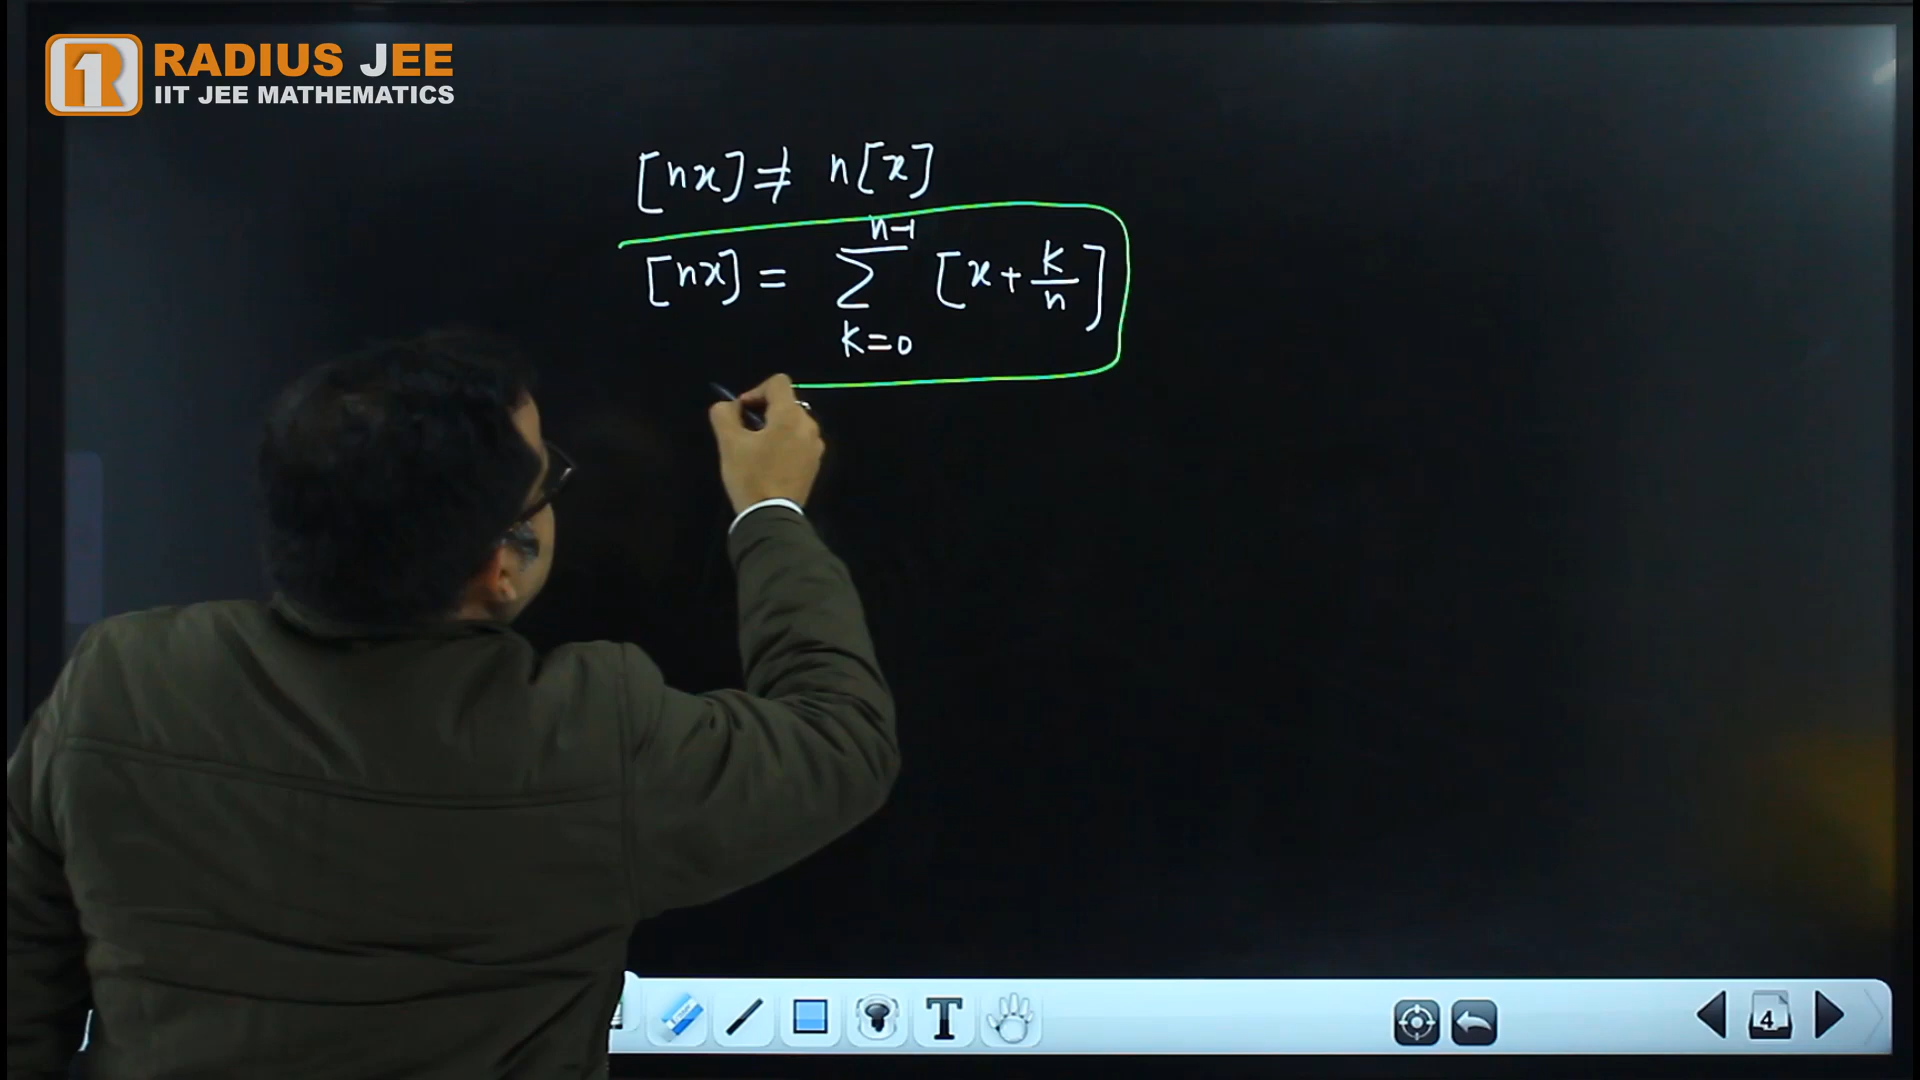 RADIUS JEE
IIT JEE MATHEMATICS
[nx] ≠ n[x]
n-1
[nx] = ∑ [x + k/n]
k=0
T
4